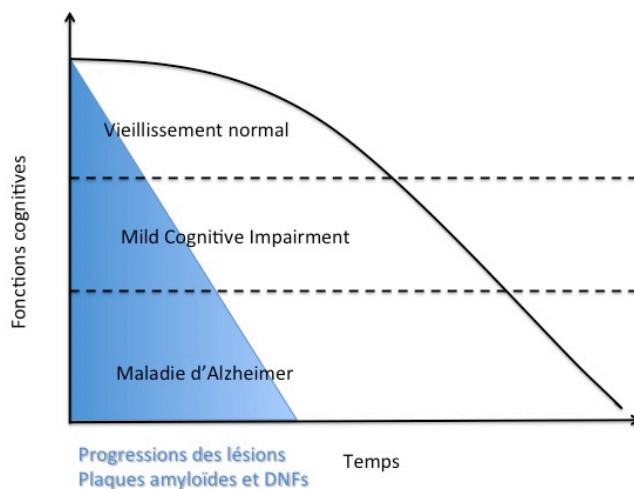 Fonctions cognitives
Vieillissement normal
Mild Cognitive Impairment
Maladie d'Alzheimer
Progressions des lésions
Plaques amyloïdes et DNFs
Temps